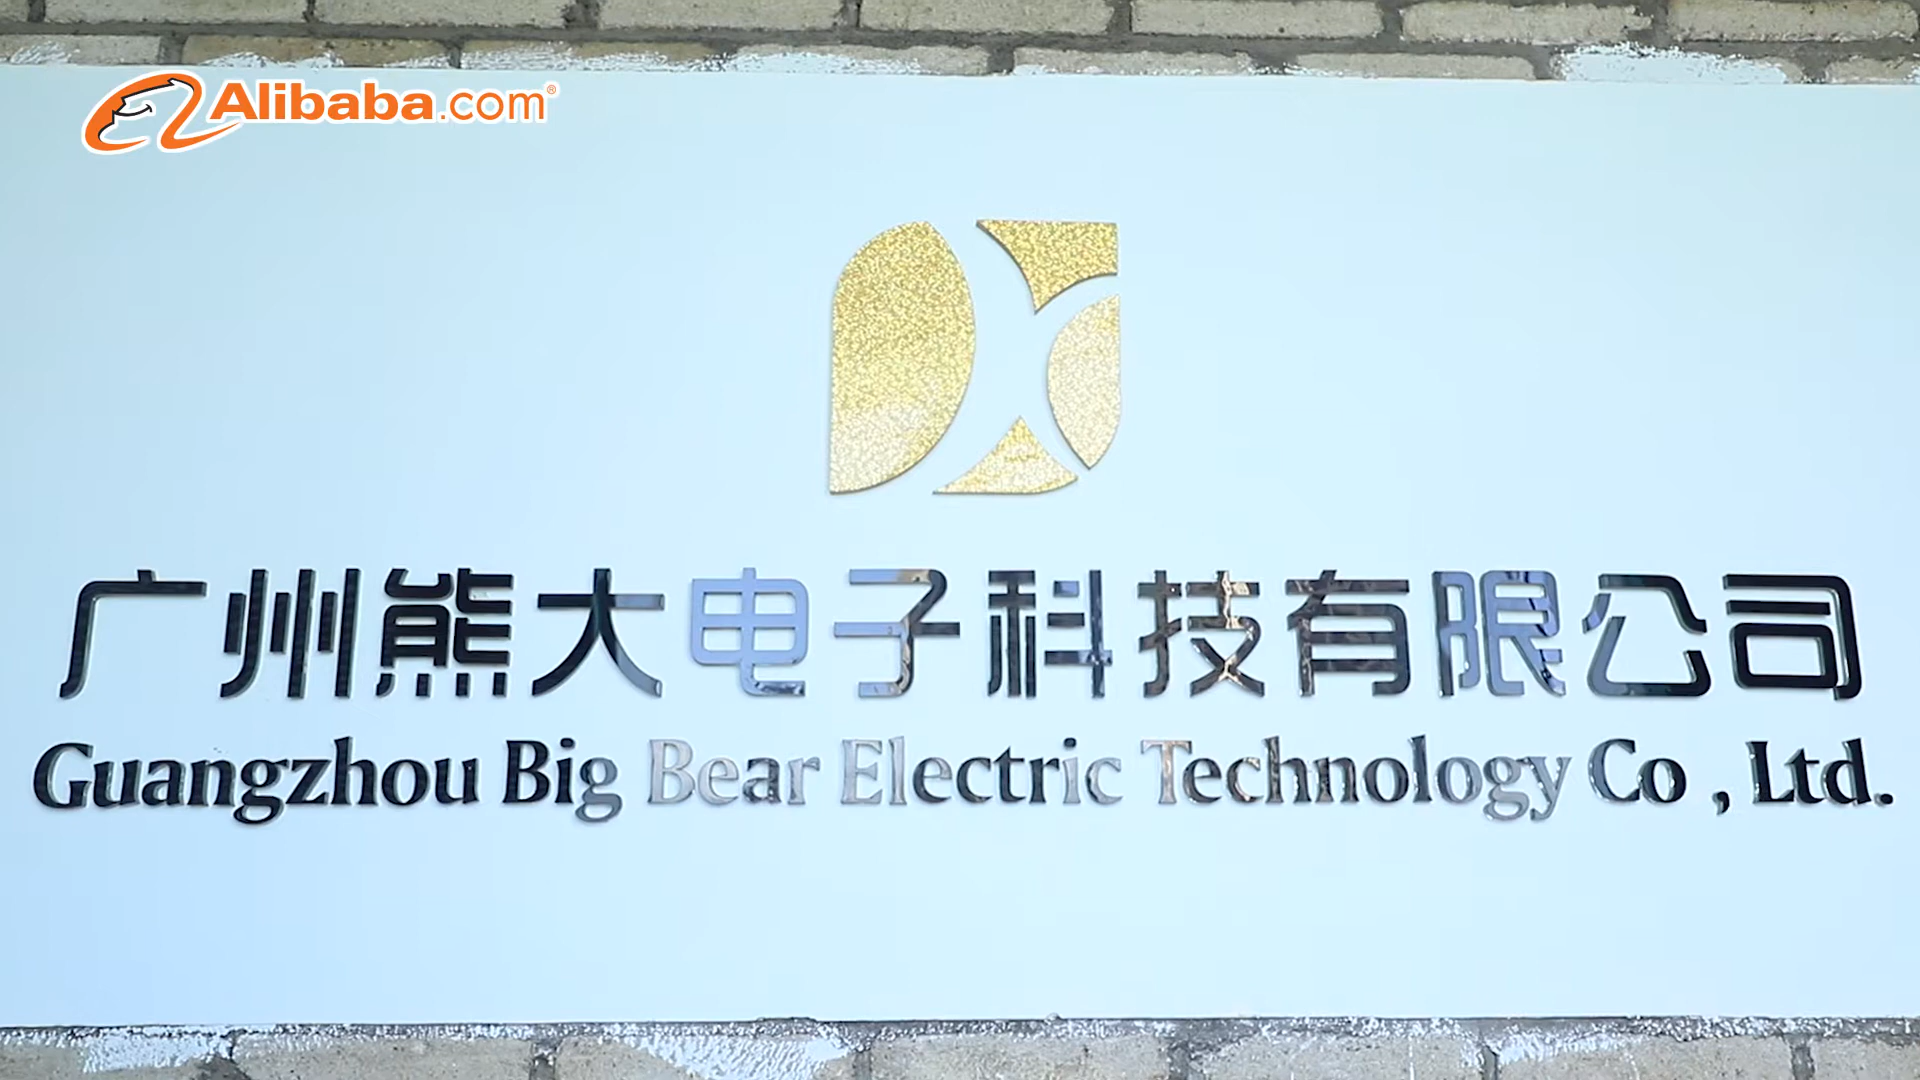 Alibaba.com®
广州熊大电子科技有限公司
Guangzhou Big Bear Electric Technology Co , Ltd.